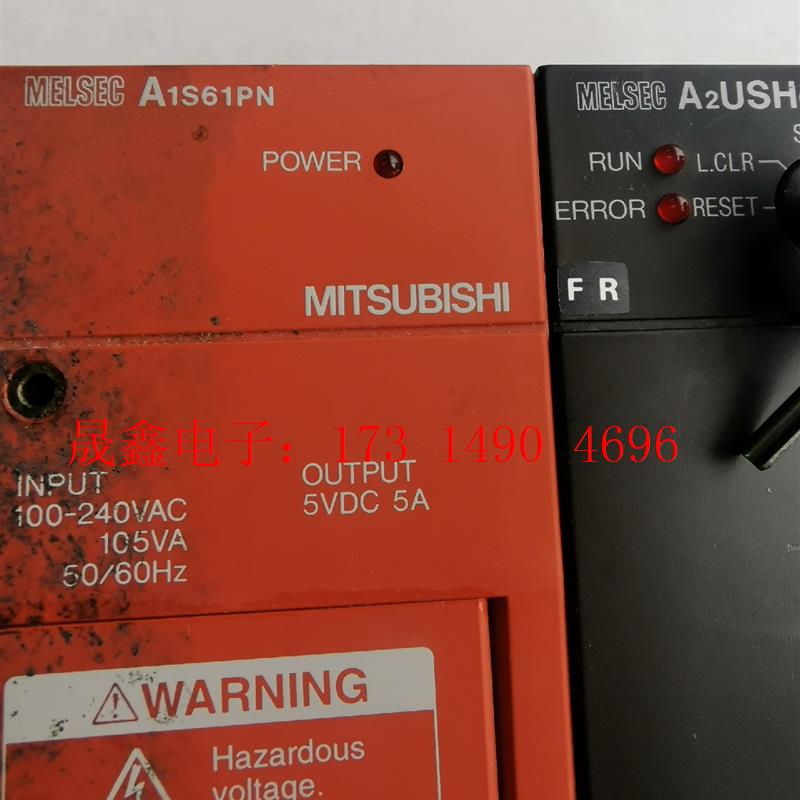 MELSEC A1S61PN
POWER
MITSUBISHI
INPUT
100-240VAC
105VA
50/60Hz
OUTPUT
5VDC 5A
WARNING
Hazardous
voltage.
MELSEC A2USH
RUN L.CLR
ERROR RESET
F R
晟鑫电子：173 1490 4696